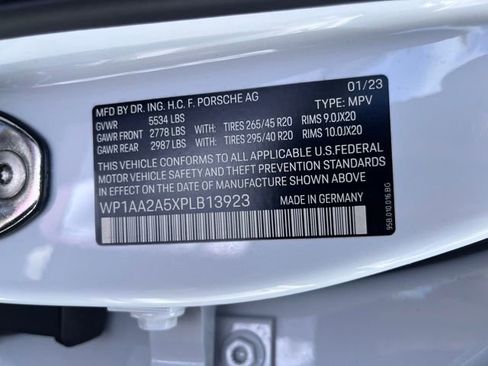 MFD BY DR. ING. H.C. F. PORSCHE AG 01/23
GVWR 5534 LBS TYPE: MPV
GAWR FRONT 2778 LBS WITH: TIRES 265/45 R20 RIMS 9.0JX20
GAWR REAR 2987 LBS WITH: TIRES 295/40 R20 RIMS 10.0JX20
THIS VEHICLE CONFORMS TO ALL APPLICABLE U.S.FEDERAL
MOTOR VEHICLE SAFETY AND THEFT PREVENTION STANDARDS
IN EFFECT ON THE DATE OF MANUFACTURE SHOWN ABOVE.
WP1AA2A5XPLB13923 MADE IN GERMANY
95B.010.016.BG